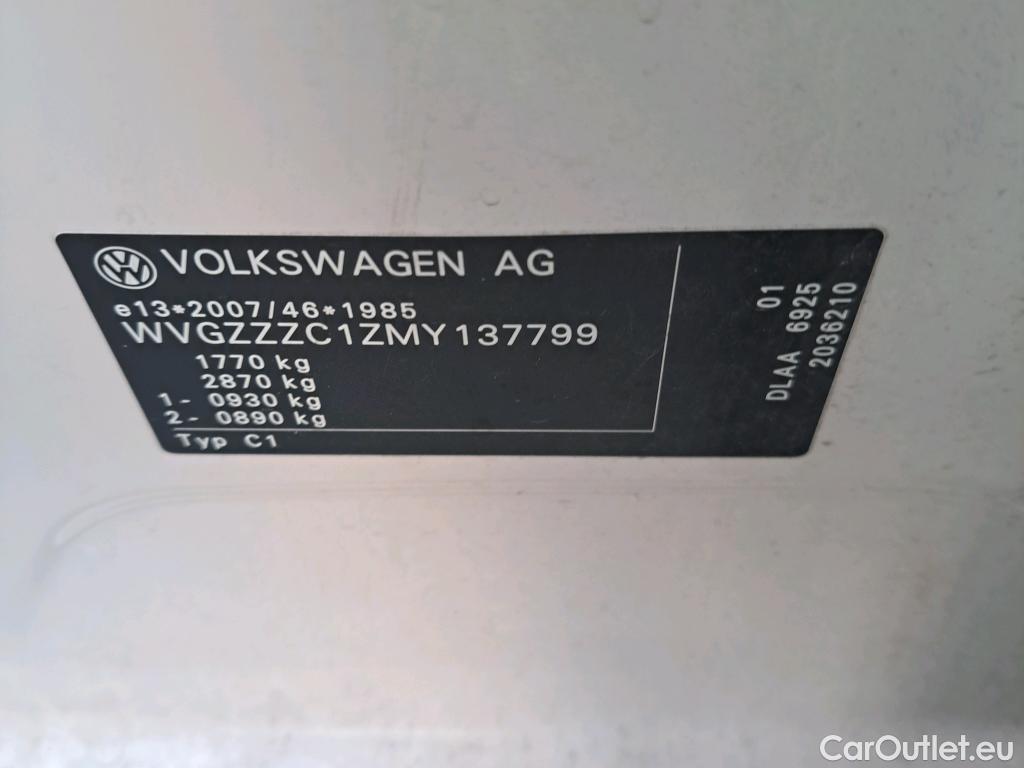 VOLKSWAGEN AG
e13*2007/46*1985
WVGZZZC1ZMY137799
1770 kg
2870 kg
1- 0930 kg
2- 0890 kg
Typ C1
01
DLAA 6925
2036210
CarOutlet.eu